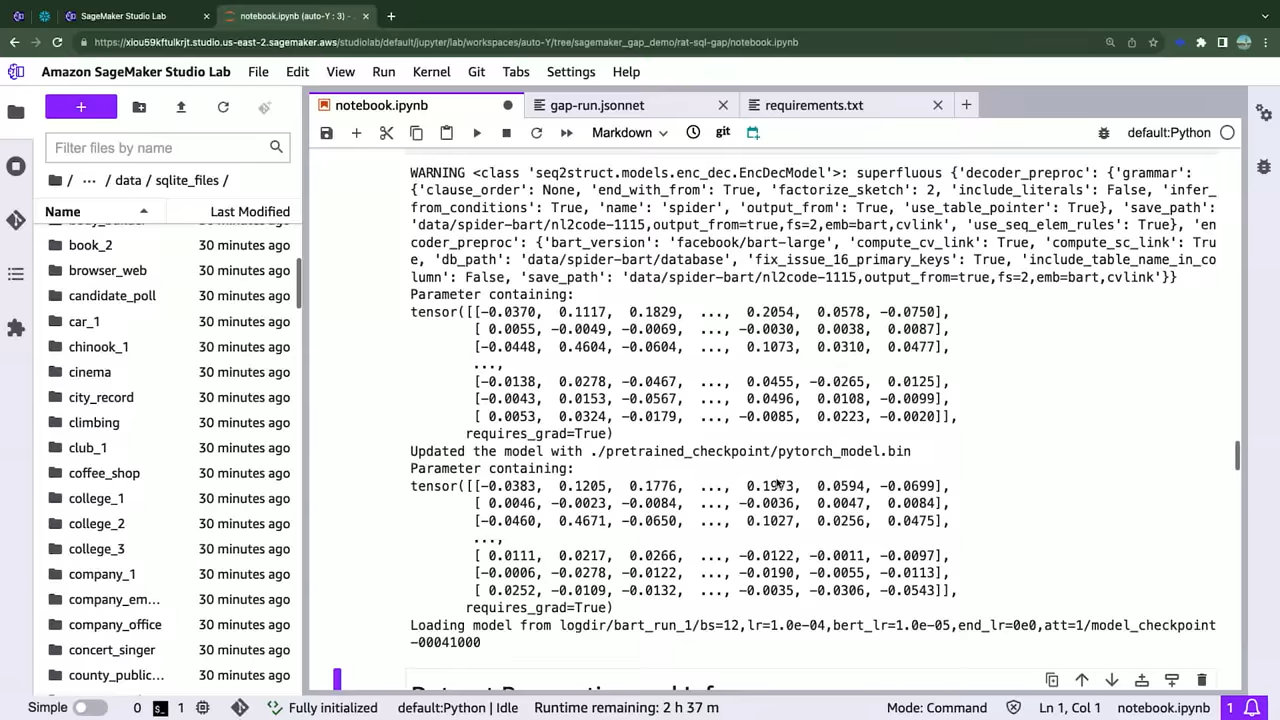 SageMaker Studio Lab
notebook.ipynb (auto-Y : 3) -
https://xiou59kftulkrjt.studio.us-east-2.sagemaker.aws/studiolab/default/jupyter/lab/workspaces/auto-Y/tree/sagemaker_gap_demo/rat-sql-gap/notebook.ipynb
Amazon SageMaker Studio Lab File Edit View Run Kernel Git Tabs Settings Help
notebook.ipynb gap-run.jsonnet requirements.txt
Markdown git default:Python
Filter files by name
/ ... / data / sqlite_files /
Name Last Modified
book_2 30 minutes ago
browser_web 30 minutes ago
candidate_poll 30 minutes ago
car_1 30 minutes ago
chinook_1 30 minutes ago
cinema 30 minutes ago
city_record 30 minutes ago
climbing 30 minutes ago
club_1 30 minutes ago
coffee_shop 30 minutes ago
college_1 30 minutes ago
college_2 30 minutes ago
college_3 30 minutes ago
company_1 30 minutes ago
company_em... 30 minutes ago
company_office 30 minutes ago
concert_singer 30 minutes ago
county_public... 30 minutes ago
WARNING <class 'seq2struct.models.enc_dec.EncDecModel'>: superfluous {'decoder_preproc': {'grammar':
{'clause_order': None, 'end_with_from': True, 'factorize_sketch': 2, 'include_literals': False, 'infer_
from_conditions': True, 'name': 'spider', 'output_from': True, 'use_table_pointer': True}, 'save_path':
'data/spider-bart/nl2code-1115,output_from=true,fs=2,emb=bart,cvlink', 'use_seq_elem_rules': True}, 'en
coder_preproc': {'bart_version': 'facebook/bart-large', 'compute_cv_link': True, 'compute_sc_link': Tru
e, 'db_path': 'data/spider-bart/database', 'fix_issue_16_primary_keys': True, 'include_table_name_in_co
lumn': False, 'save_path': 'data/spider-bart/nl2code-1115,output_from=true,fs=2,emb=bart,cvlink'}}
Parameter containing:
tensor([[-0.0370, 0.1117, 0.1829, ..., 0.2054, 0.0578, -0.0750],
[ 0.0055, -0.0049, -0.0069, ..., -0.0030, 0.0038, 0.0087],
[-0.0448, 0.4604, -0.0604, ..., 0.1073, 0.0310, 0.0477],
...,
[-0.0138, 0.0278, -0.0467, ..., 0.0455, -0.0265, 0.0125],
[-0.0043, 0.0153, -0.0567, ..., 0.0496, 0.0108, -0.0099],
[ 0.0053, 0.0324, -0.0179, ..., -0.0085, 0.0223, -0.0020]],
requires_grad=True)
Updated the model with ./pretrained_checkpoint/pytorch_model.bin
Parameter containing:
tensor([[-0.0383, 0.1205, 0.1776, ..., 0.1973, 0.0594, -0.0699],
[ 0.0046, -0.0023, -0.0084, ..., -0.0036, 0.0047, 0.0084],
[-0.0460, 0.4671, -0.0650, ..., 0.1027, 0.0256, 0.0475],
...,
[ 0.0111, 0.0217, 0.0266, ..., -0.0122, -0.0011, -0.0097],
[-0.0006, -0.0278, -0.0122, ..., -0.0190, -0.0055, -0.0113],
[ 0.0252, -0.0109, -0.0132, ..., -0.0035, -0.0306, -0.0543]],
requires_grad=True)
Loading model from logdir/bart_run_1/bs=12,lr=1.0e-04,bert_lr=1.0e-05,end_lr=0e0,att=1/model_checkpoint
-00041000
Simple 0 1 Fully initialized default:Python | Idle Runtime remaining: 2 h 37 m Mode: Command Ln 1, Col 1 notebook.ipynb 1